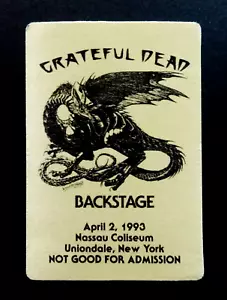 GRATEFUL DEAD
BACKSTAGE
April 2, 1993
Nassau Coliseum
Uniondale, New York
NOT GOOD FOR ADMISSION